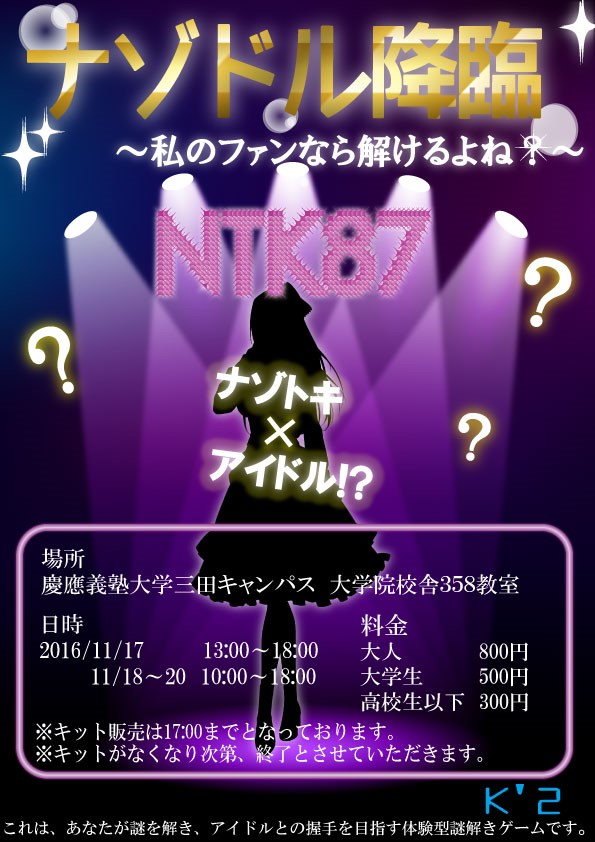 ナゾドル降臨
～私のファンなら解けるよね？～
NTK87
？
？
？
ナゾトキ
×
アイドル!?
場所
慶應義塾大学三田キャンパス 大学院校舎358教室
日時
2016/11/17 13:00～18:00
11/18～20 10:00～18:00
料金
大人 800円
大学生 500円
高校生以下 300円
※キット販売は17:00までとなっております。
※キットがなくなり次第、終了とさせていただきます。
K'2
これは、あなたが謎を解き、アイドルとの握手を目指す体験型謎解きゲームです。